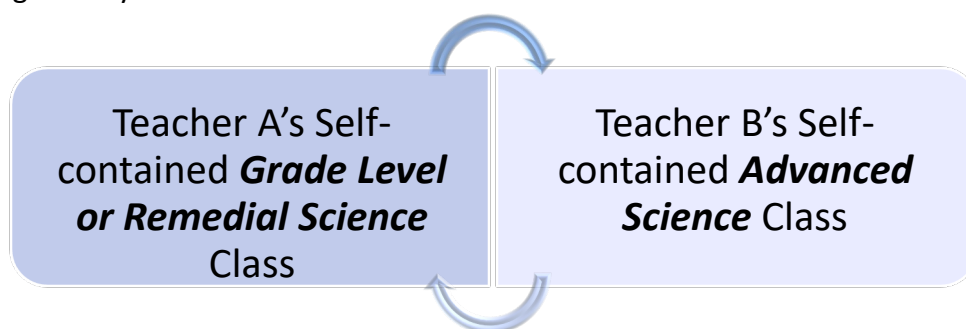 Teacher A’s Self-
contained Grade Level
or Remedial Science
Class
Teacher B’s Self-
contained Advanced
Science Class